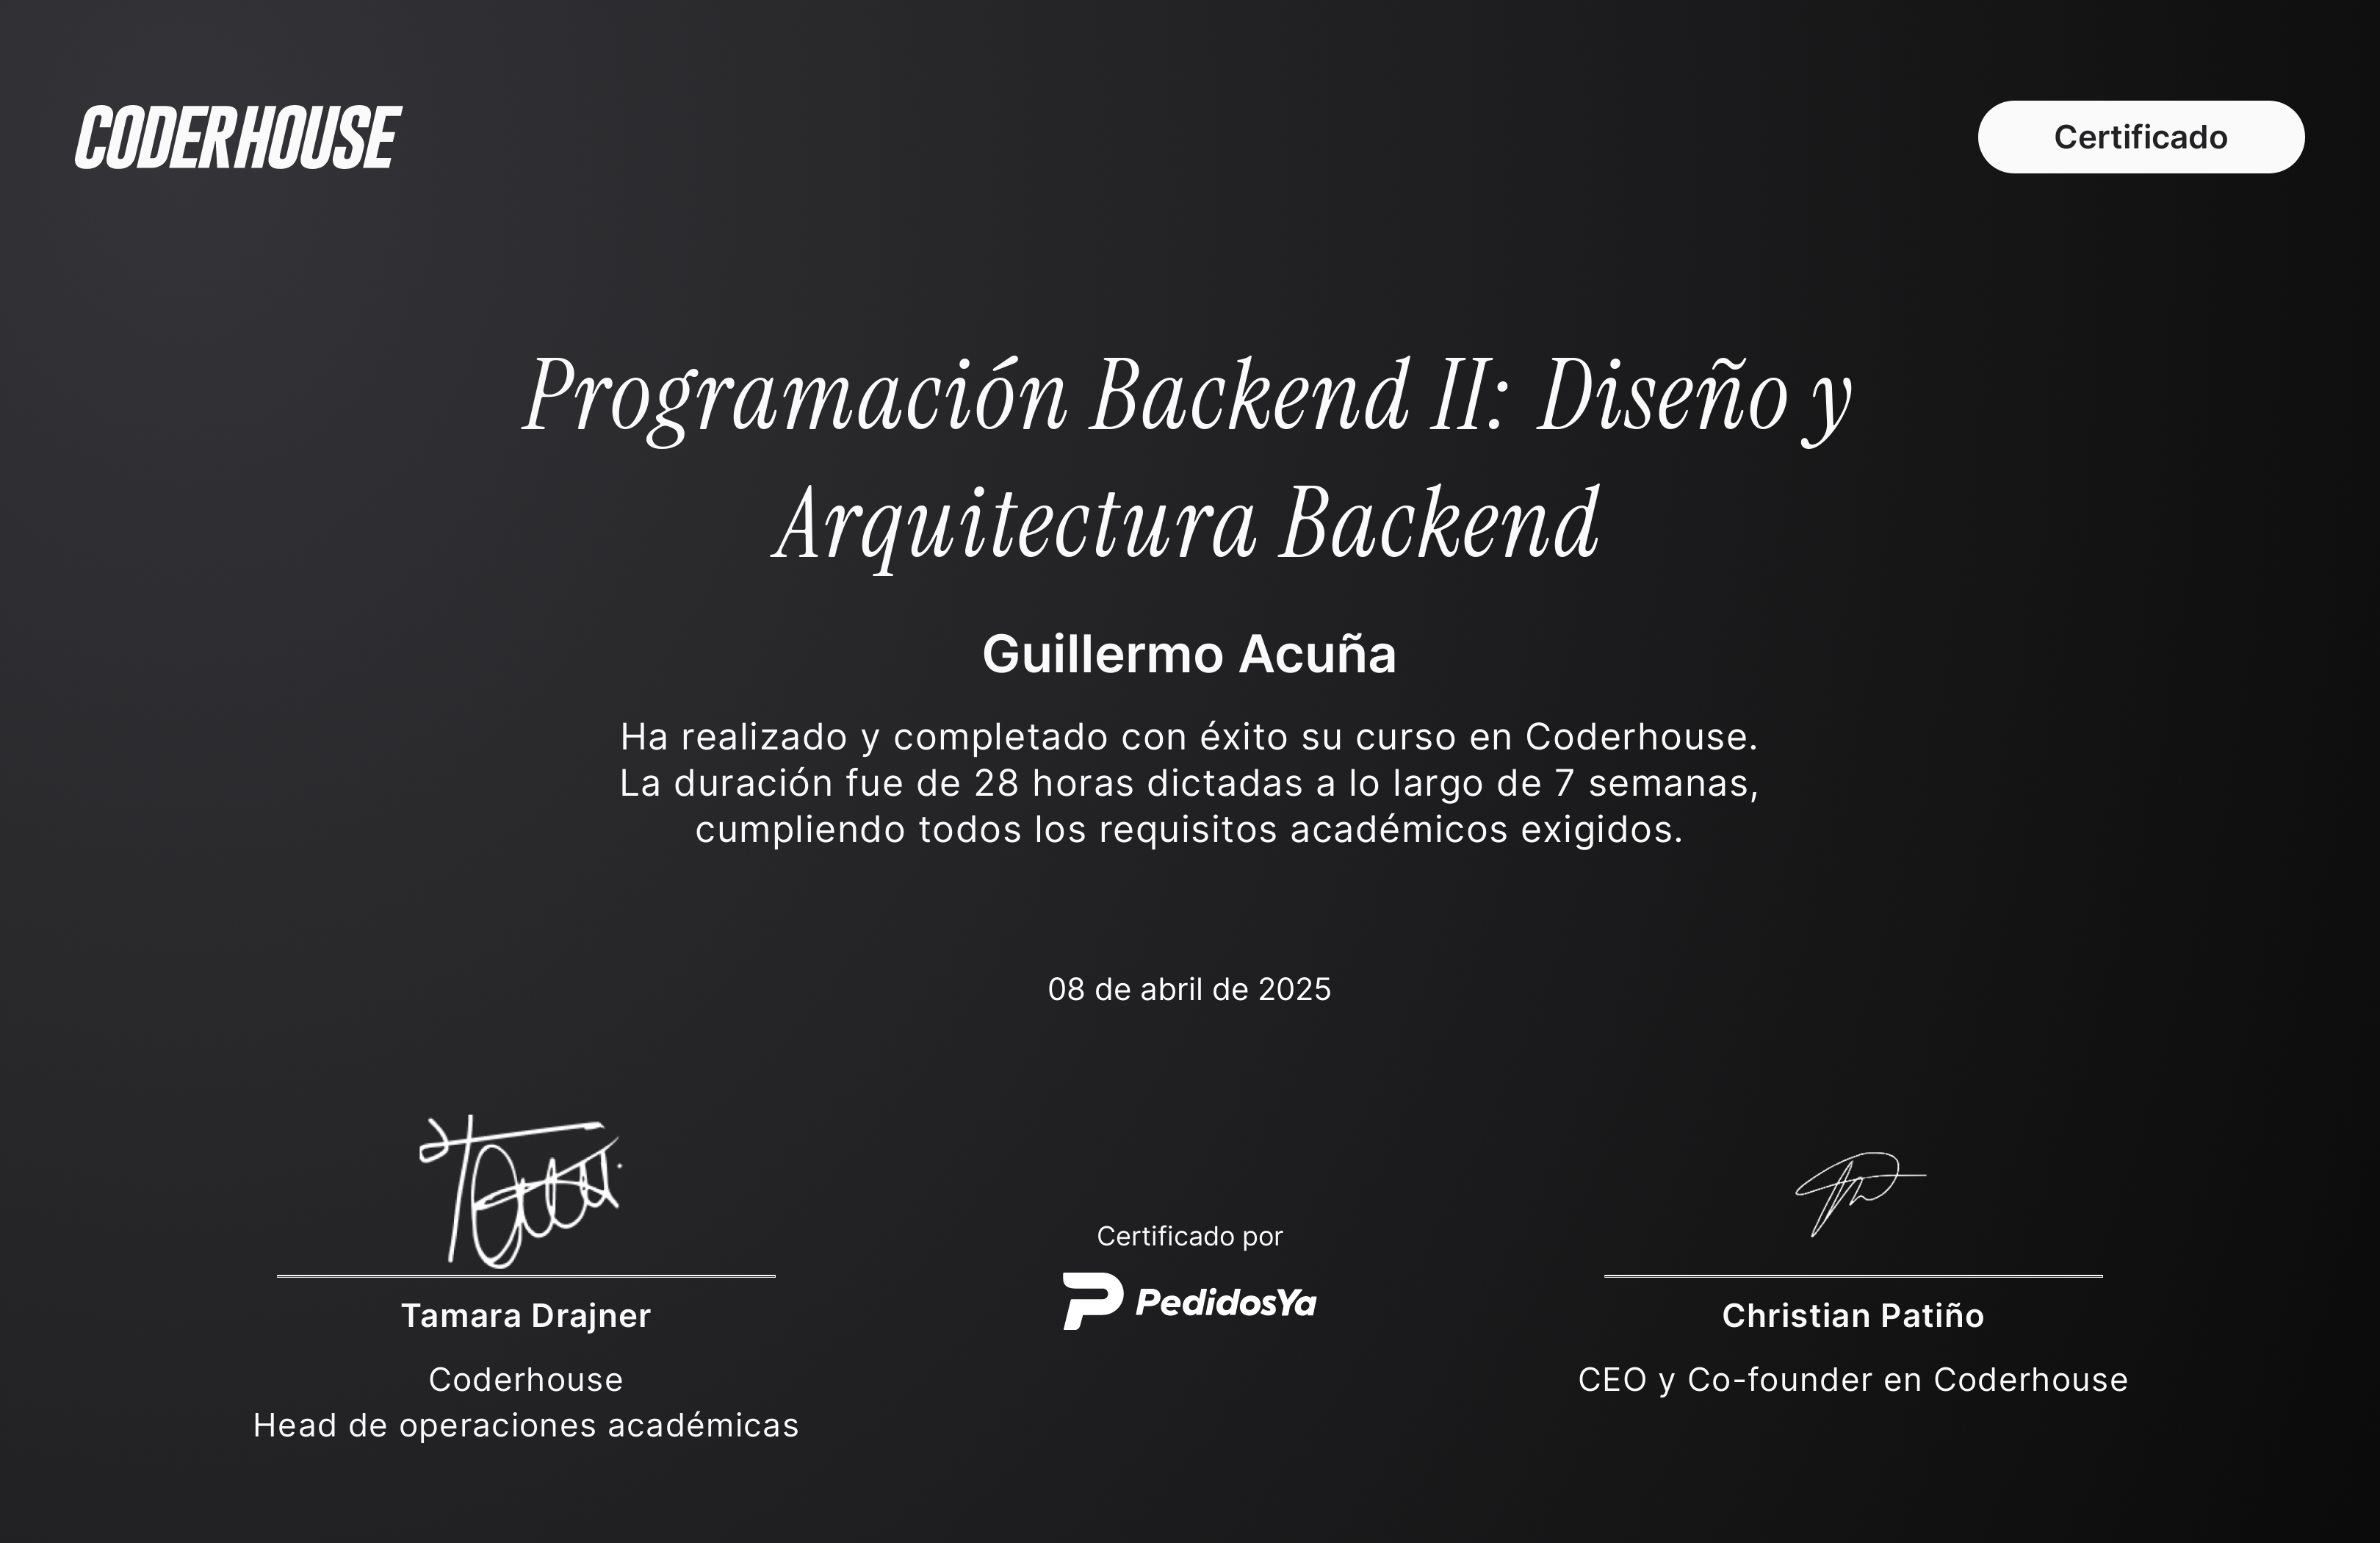 CODERHOUSE
Certificado
Programación Backend II: Diseño y
Arquitectura Backend
Guillermo Acuña
Ha realizado y completado con éxito su curso en Coderhouse.
La duración fue de 28 horas dictadas a lo largo de 7 semanas,
cumpliendo todos los requisitos académicos exigidos.
08 de abril de 2025
Certificado por
PedidosYa
Tamara Drajner
Coderhouse
Head de operaciones académicas
Christian Patiño
CEO y Co-founder en Coderhouse